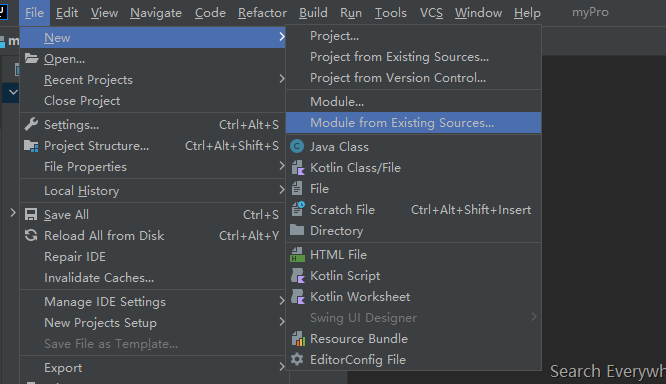 File Edit View Navigate Code Refactor Build Run Tools VCS Window Help myPro
New
Open...
Recent Projects
Close Project
Settings... Ctrl+Alt+S
Project Structure... Ctrl+Alt+Shift+S
File Properties
Local History
Save All Ctrl+S
Reload All from Disk Ctrl+Alt+Y
Repair IDE
Invalidate Caches...
Manage IDE Settings
New Projects Setup
Save File as Template...
Export
Project...
Project from Existing Sources...
Project from Version Control...
Module...
Module from Existing Sources...
Java Class
Kotlin Class/File
File
Scratch File Ctrl+Alt+Shift+Insert
Directory
HTML File
Kotlin Script
Kotlin Worksheet
Swing UI Designer
Resource Bundle
EditorConfig File
Search